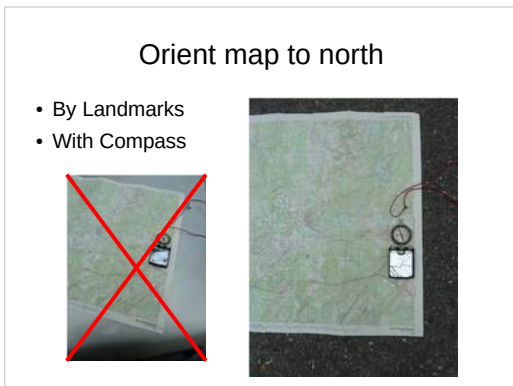 Orient map to north
• By Landmarks
• With Compass